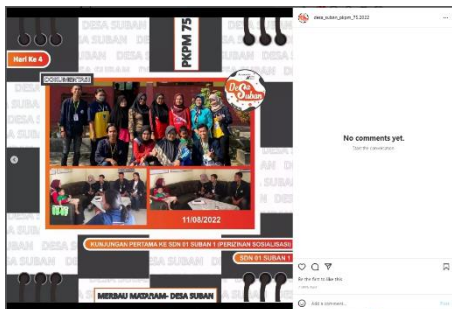 DESA SUBAN
PKPM 75
Hari Ke 4
DOKUMENTASI
Desa
Suban
11/08/2022
KUNJUNGAN PERTAMA KE SDN 01 SUBAN 1 (PERIZINAN SOSIALISASI)
SDN 01 SUBAN 1
MERBAU MATARAM- DESA SUBAN
desa_suban_pkpm_75.2022
No comments yet.
Start the conversation.
Be the first to like this
Add a comment...
Post